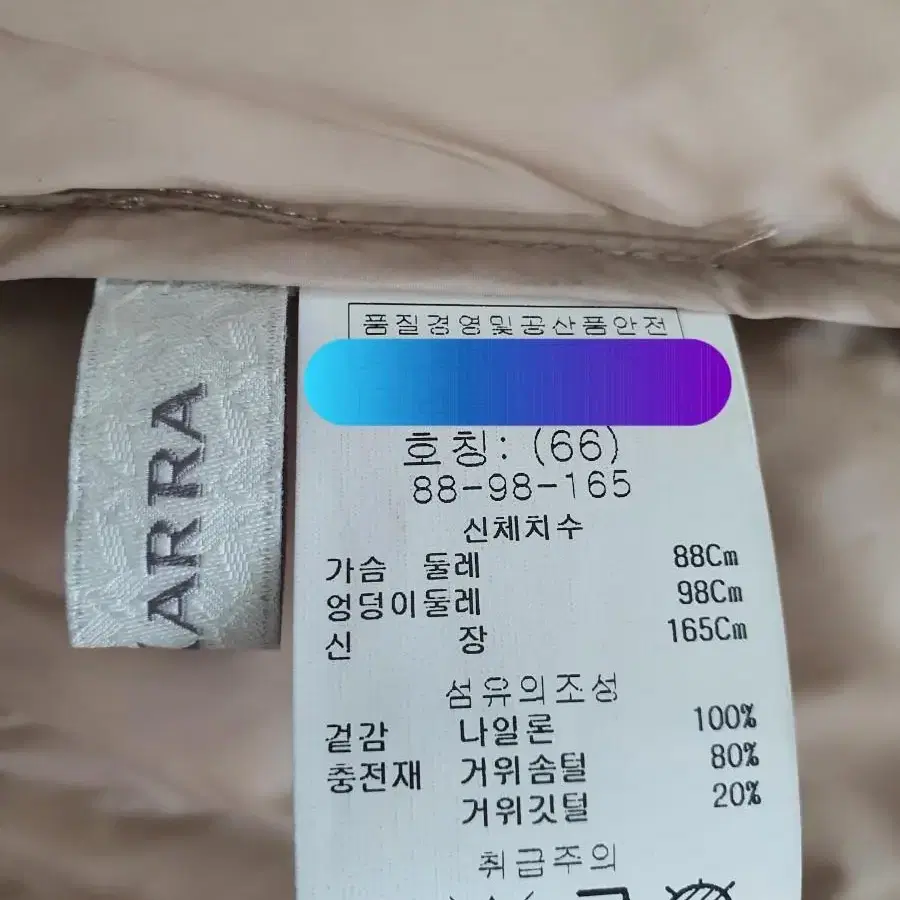 ARRA
품질경영및공산품안전
호칭: (66)
88-98-165
신체치수
가슴 둘레 88Cm
엉덩이둘레 98Cm
신 장 165Cm
섬유의조성
겉감 나일론 100%
충전재 거위솜털 80%
거위깃털 20%
취급주의